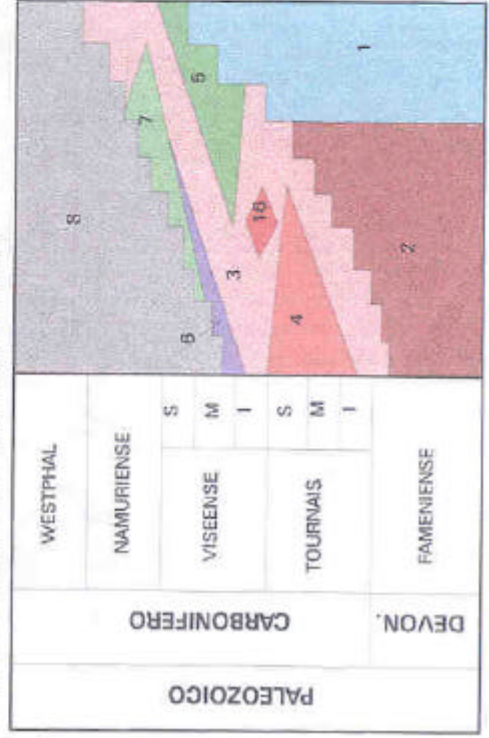 PALEOZOICO
CARBONIFERO
DEVON.
WESTPHAL
NAMURIENSE
VISEENSE
S
M
I
TOURNAIS
S
M
I
FAMENIENSE
8
7
5
1
6
3
16
4
2